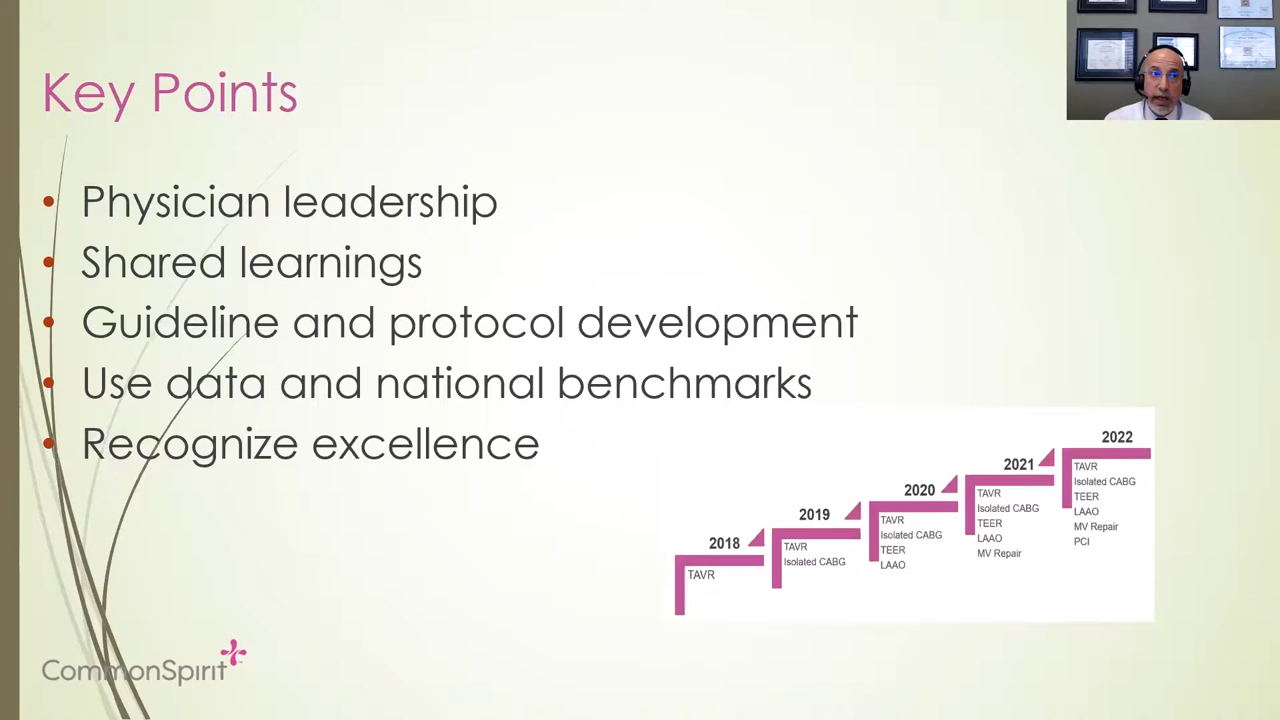 Key Points
• Physician leadership
• Shared learnings
• Guideline and protocol development
• Use data and national benchmarks
• Recognize excellence
2018
TAVR
2019
TAVR
Isolated CABG
2020
TAVR
Isolated CABG
TEER
LAAO
2021
TAVR
Isolated CABG
TEER
LAAO
MV Repair
2022
TAVR
Isolated CABG
TEER
LAAO
MV Repair
PCI
CommonSpirit